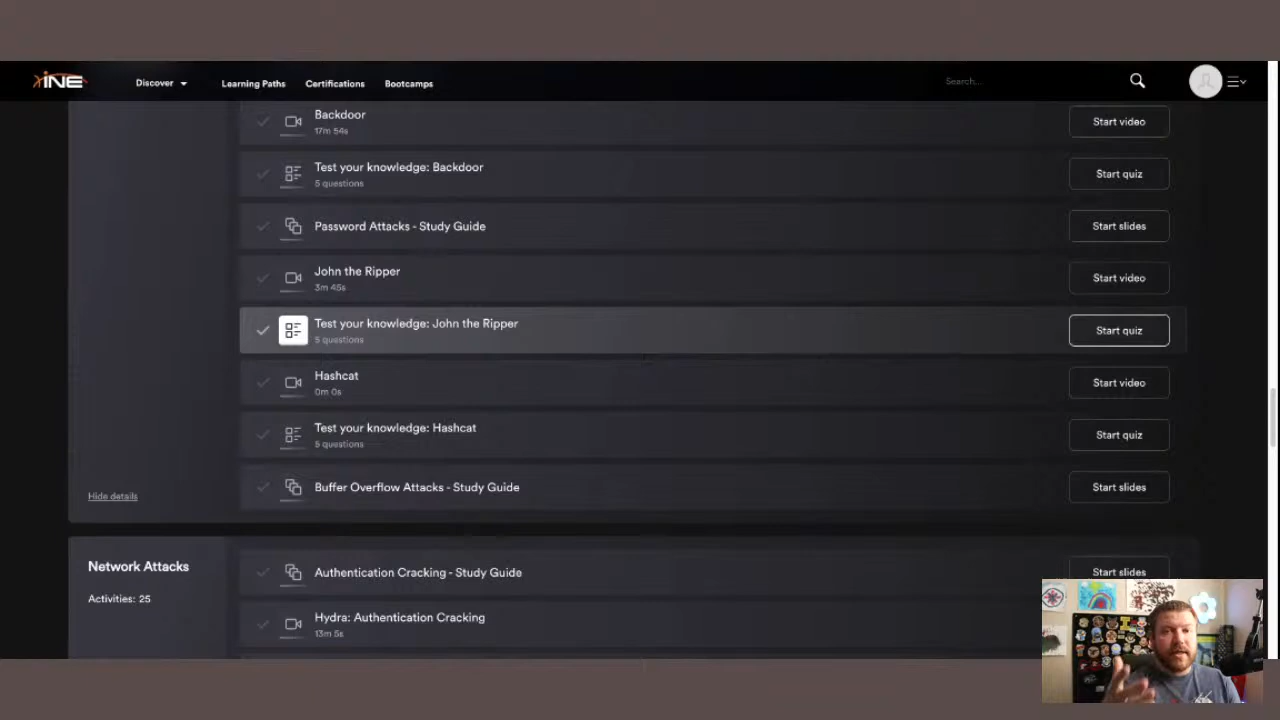 INE
Discover
Learning Paths
Certifications
Bootcamps
Search...
Backdoor
17m 54s
Start video
Test your knowledge: Backdoor
5 questions
Start quiz
Password Attacks - Study Guide
Start slides
John the Ripper
3m 45s
Start video
Test your knowledge: John the Ripper
5 questions
Start quiz
Hashcat
0m 0s
Start video
Test your knowledge: Hashcat
5 questions
Start quiz
Hide details
Buffer Overflow Attacks - Study Guide
Start slides
Network Attacks
Activities: 25
Authentication Cracking - Study Guide
Start slides
Hydra: Authentication Cracking
13m 5s